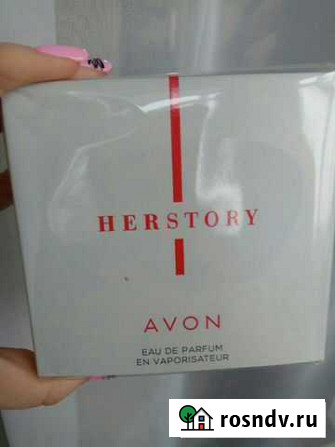 HERSTORY
AVON
EAU DE PARFUM
EN VAPORISATEUR
rosndv.ru